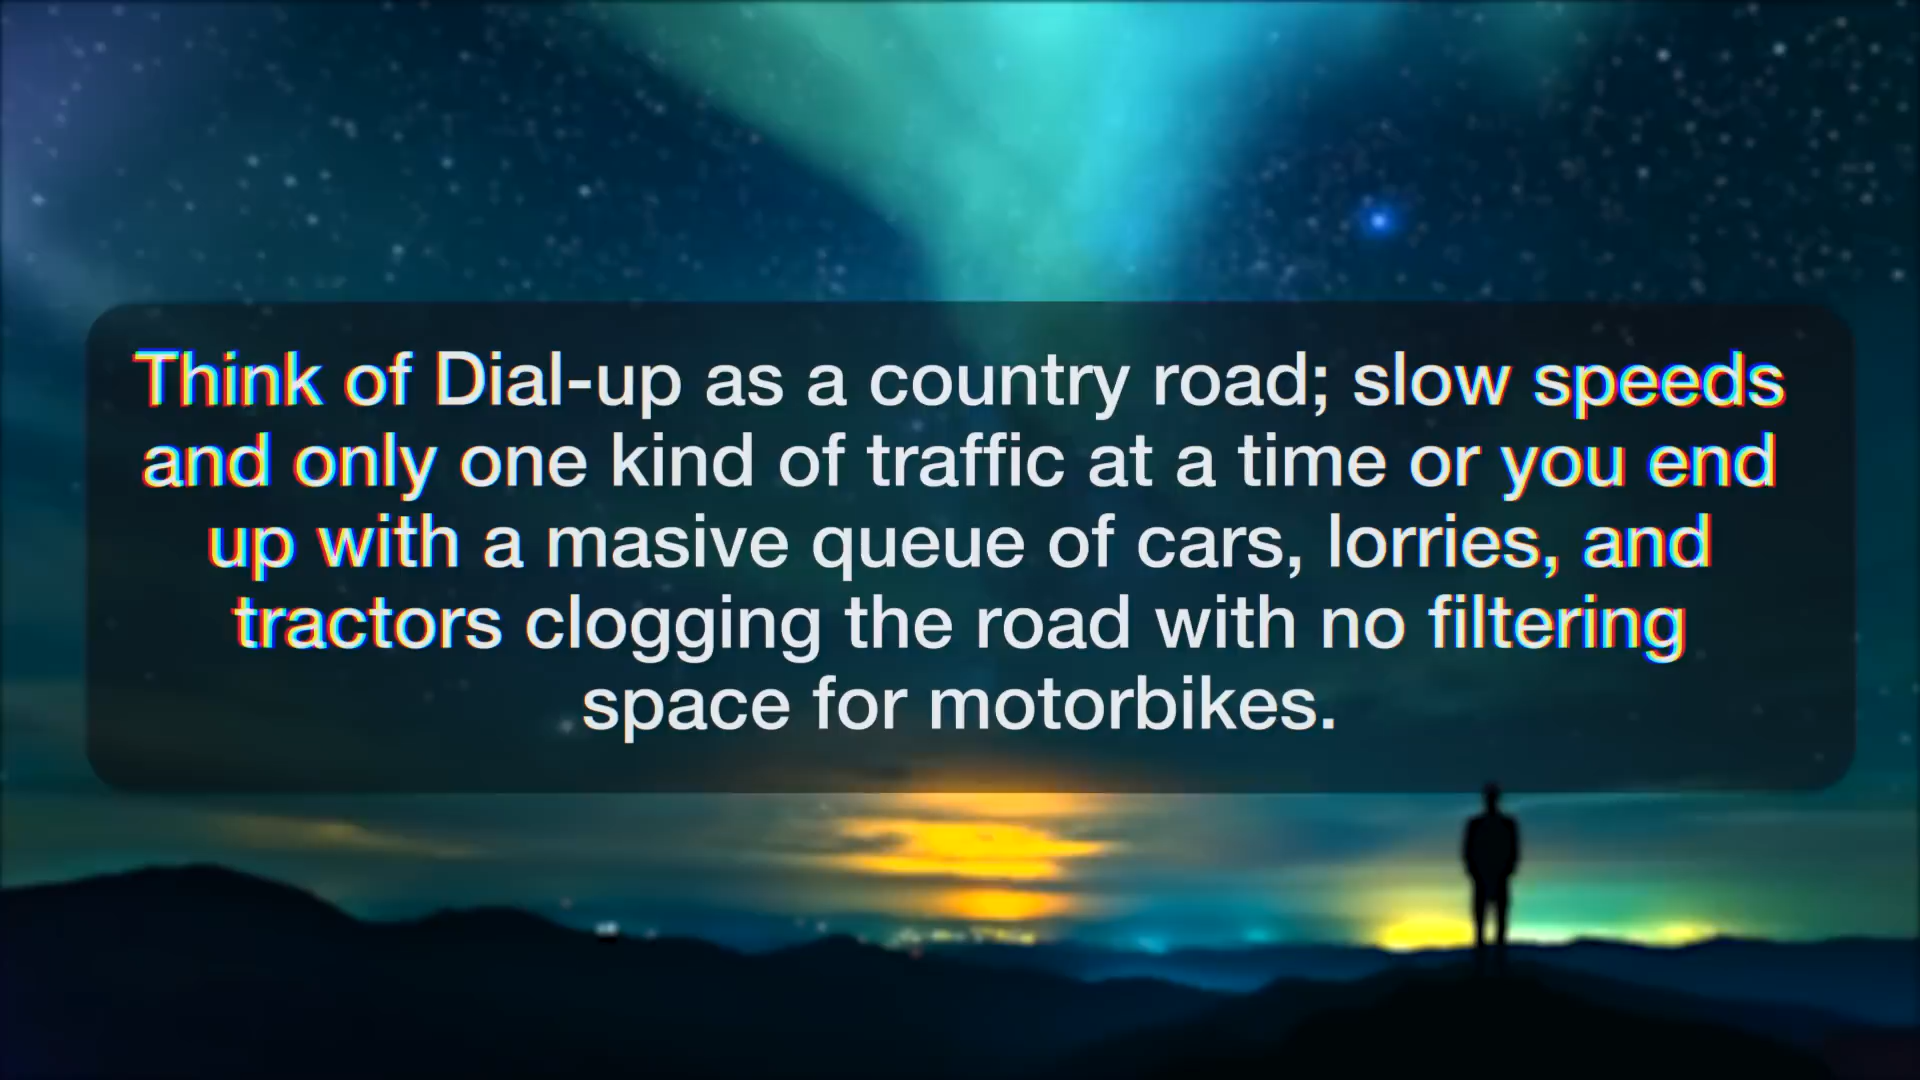 Think of Dial-up as a country road; slow speeds
and only one kind of traffic at a time or you end
up with a masive queue of cars, lorries, and
tractors clogging the road with no filtering
space for motorbikes.